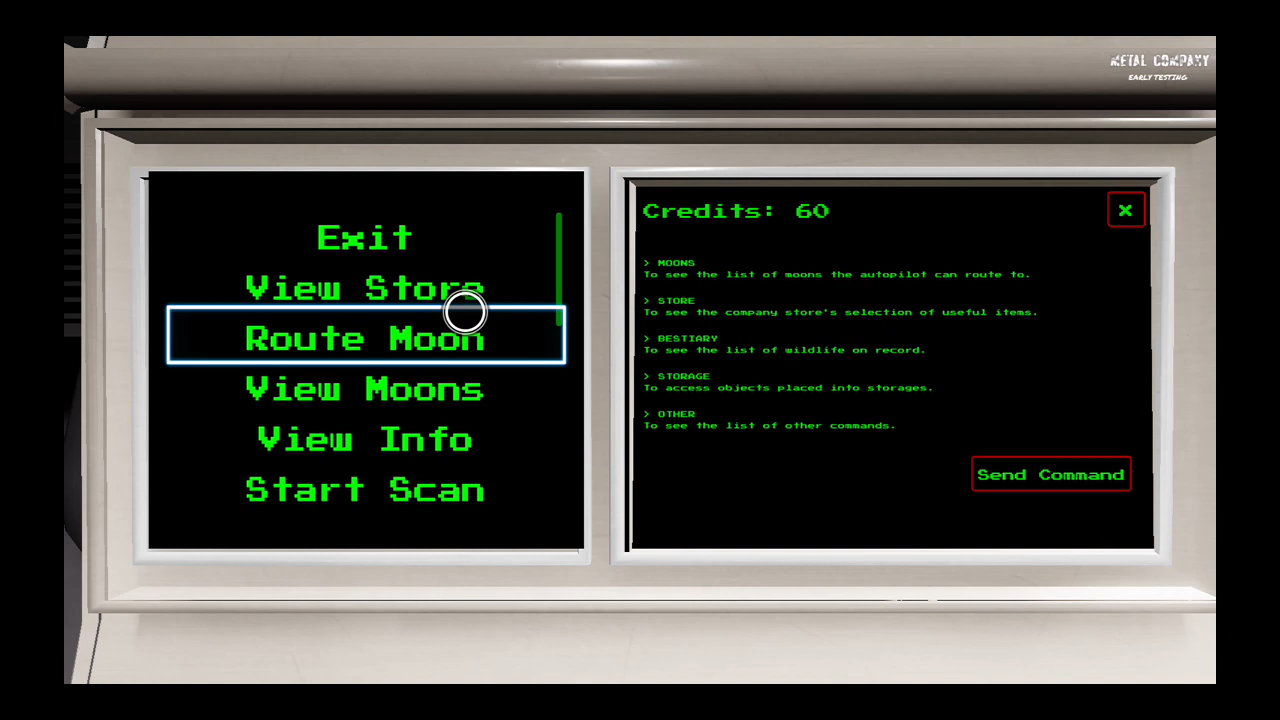 METAL COMPANY
EARLY TESTING
Exit
View Store
Route Moon
View Moons
View Info
Start Scan
Credits: 60
x
> MOONS
To see the list of moons the autopilot can route to.
> STORE
To see the company store's selection of useful items.
> BESTIARY
To see the list of wildlife on record.
> STORAGE
To access objects placed into storages.
> OTHER
To see the list of other commands.
Send Command